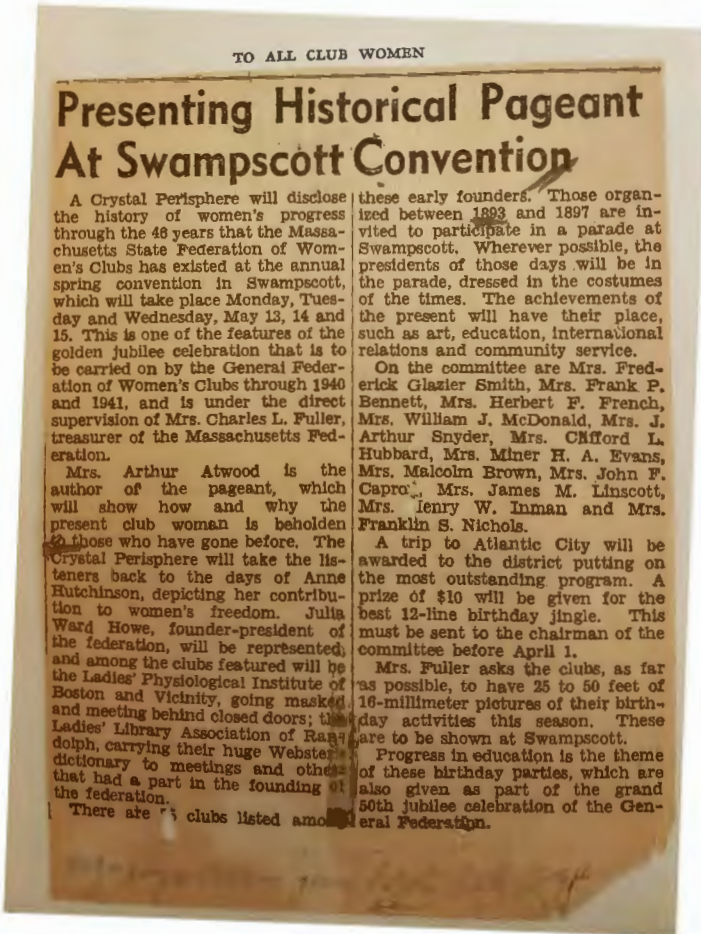 TO ALL CLUB WOMEN
Presenting Historical Pageant
At Swampscott Convention
A Crystal Perisphere will disclose
the history of women's progress
through the 46 years that the Massa-
chusetts State Federation of Wom-
en's Clubs has existed at the annual
spring convention in Swampscott,
which will take place Monday, Tues-
day and Wednesday, May 13, 14 and
15. This is one of the features of the
golden jubilee celebration that is to
be carried on by the General Feder-
ation of Women's Clubs through 1940
and 1941, and is under the direct
supervision of Mrs. Charles L. Fuller,
treasurer of the Massachusetts Fed-
eration.
Mrs. Arthur Atwood is the
author of the pageant, which
will show how and why the
present club woman is beholden
to those who have gone before. The
Crystal Perisphere will take the lis-
teners back to the days of Anne
Hutchinson, depicting her contribu-
tion to women's freedom. Julia
Ward Howe, founder-president of
the federation, will be represented,
and among the clubs featured will be
the Ladies' Physiological Institute of
Boston and Vicinity, going masked
and meeting behind closed doors; the
Ladies' Library Association of Ran-
dolph, carrying their huge Webster
dictionary to meetings and others
that had a part in the founding of
the federation.
There are clubs listed among
these early founders. Those organ-
ized between 1893 and 1897 are in-
vited to participate in a parade at
Swampscott. Wherever possible, the
presidents of those days will be in
the parade, dressed in the costumes
of the times. The achievements of
the present will have their place,
such as art, education, international
relations and community service.
On the committee are Mrs. Fred-
erick Glazier Smith, Mrs. Frank P.
Bennett, Mrs. Herbert F. French,
Mrs. William J. McDonald, Mrs. J.
Arthur Snyder, Mrs. Clifford L.
Hubbard, Mrs. Miner H. A. Evans,
Mrs. Malcolm Brown, Mrs. John F.
Capron, Mrs. James M. Linscott,
Mrs. Henry W. Inman and Mrs.
Franklin S. Nichols.
A trip to Atlantic City will be
awarded to the district putting on
the most outstanding program. A
prize of $10 will be given for the
best 12-line birthday jingle. This
must be sent to the chairman of the
committee before April 1.
Mrs. Fuller asks the clubs, as far
as possible, to have 25 to 50 feet of
16-millimeter pictures of their birth-
day activities this season. These
are to be shown at Swampscott.
Progress in education is the theme
of these birthday parties, which are
also given as part of the grand
50th jubilee celebration of the Gen-
eral Federation.